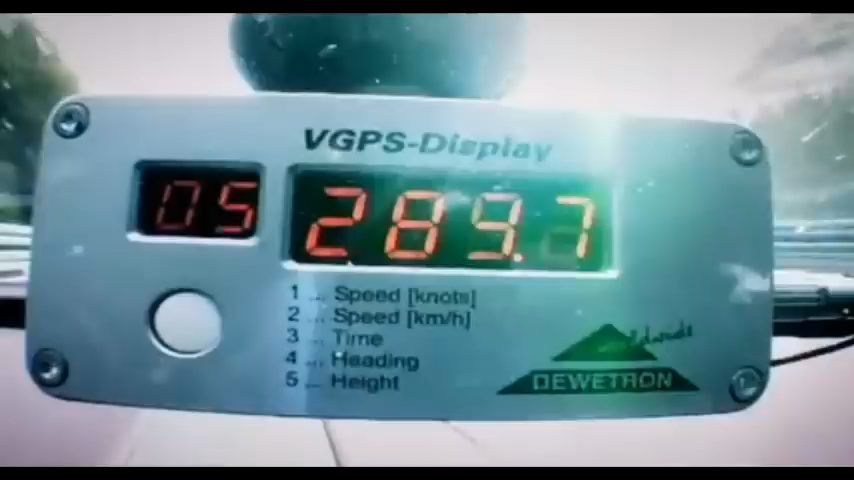 VGPS-Display
05 289.7
1 ... Speed [knots]
2 ... Speed [km/h]
3 ... Time
4 ... Heading
5 ... Height
DEWETRON